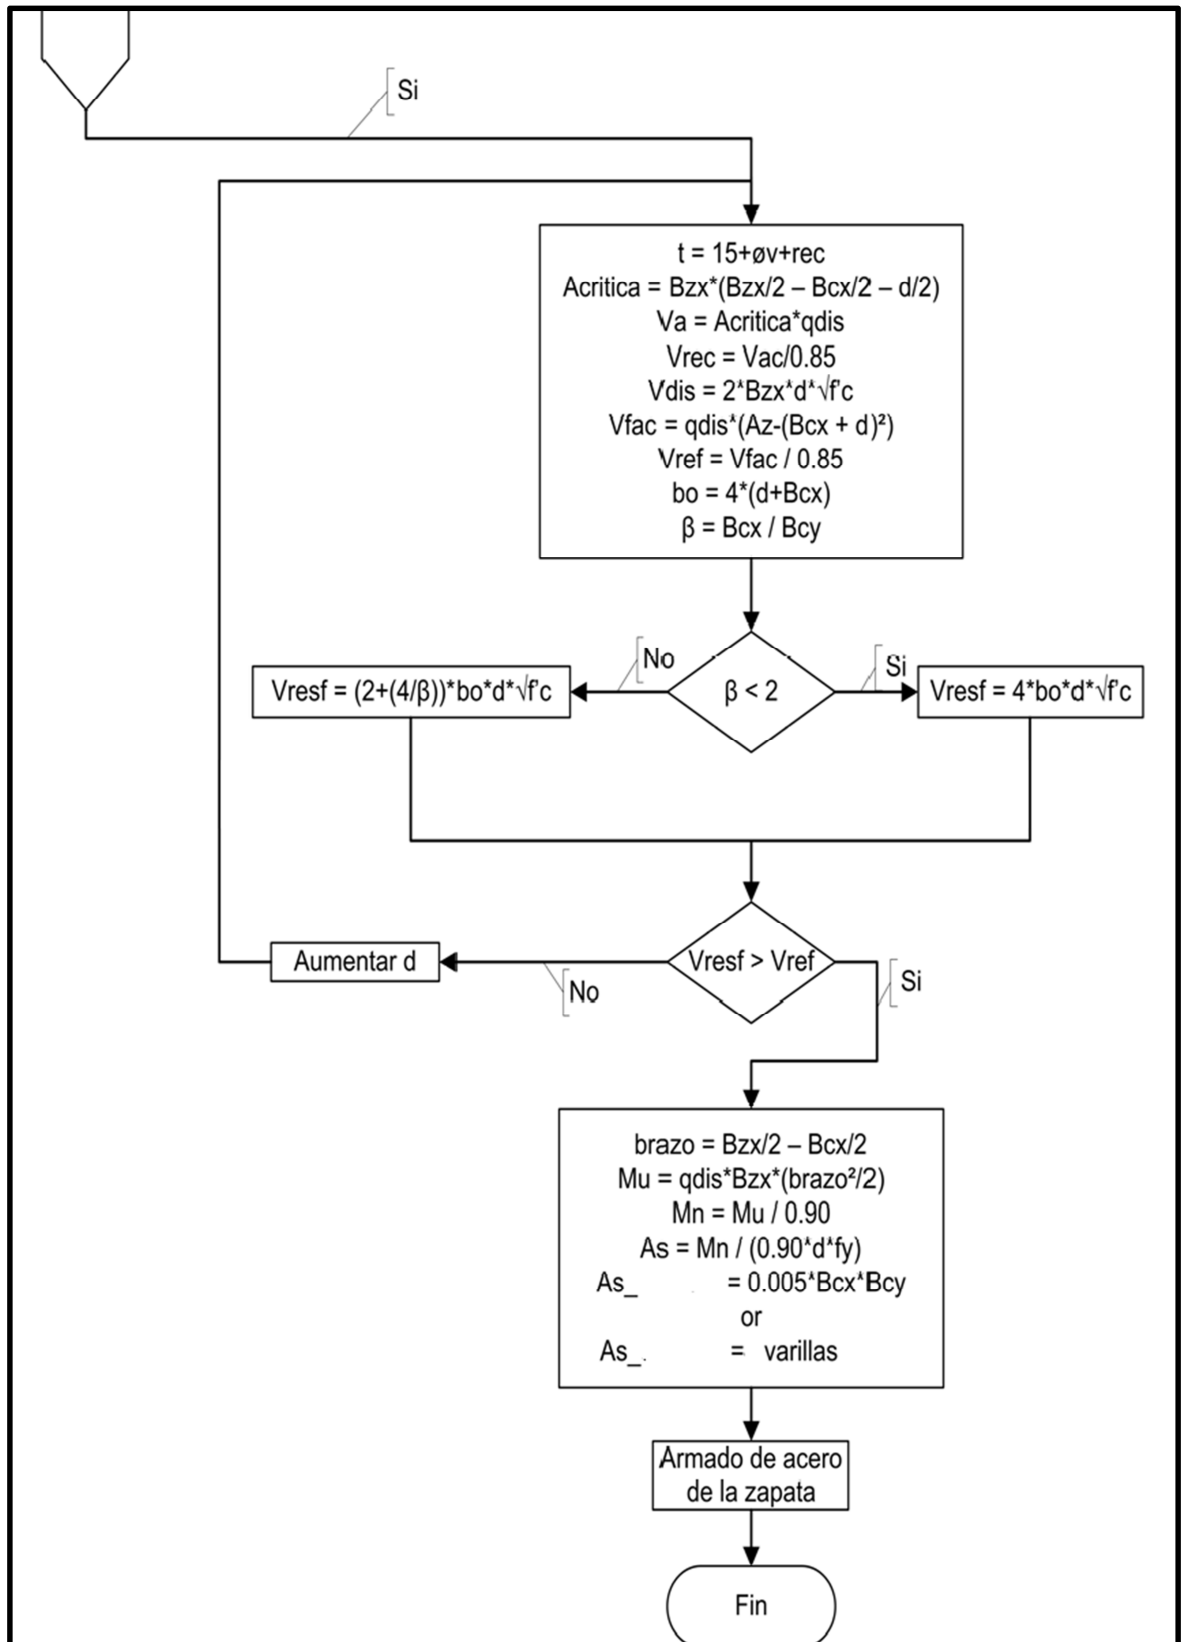 Si
t = 15+øv+rec
Acritica = Bzx*(Bzx/2 – Bcx/2 – d/2)
Va = Acritica*qdis
Vrec = Vac/0.85
Vdis = 2*Bzx*d*√f'c
Vfac = qdis*(Az-(Bcx + d)²)
Vref = Vfac / 0.85
bo = 4*(d+Bcx)
β = Bcx / Bcy
No
Si
Vresf = (2+(4/β))*bo*d*√f'c
β < 2
Vresf = 4*bo*d*√f'c
Aumentar d
Vresf > Vref
No
Si
brazo = Bzx/2 – Bcx/2
Mu = qdis*Bzx*(brazo²/2)
Mn = Mu / 0.90
As = Mn / (0.90*d*fy)
As_ = 0.005*Bcx*Bcy
or
As_. = varillas
Armado de acero
de la zapata
Fin